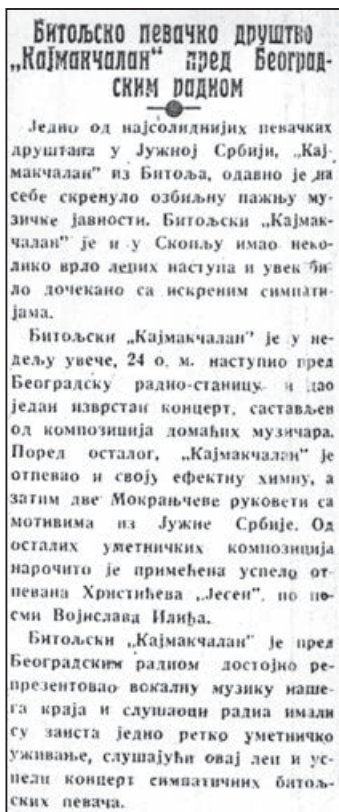 Битољско певачко друштво
„Кајмакчалан“ пред Београд-
ским радиом
Једно од најсолиднијих певачких
друштана у Јужној Србији, „Кај-
макчалан“ из Битоља, одавно је на
себе скренуло озбиљну пажњу му-
зичке јавности. Битољски „Кајмак-
чалан“ је и у Скопљу имао неко-
лико врло лепих наступа и увек би-
ло дочекано са искреним симпати-
јама.
Битољски „Кајмакчалан“ је у не-
дељу увече, 24 о. м. наступио пред
Београдску радио-станицу и дао
један изврстан концерт, састављен
од композиција домаћих музичара.
Поред осталог, „Кајмакчалан“ је
отпевао и своју ефектну химну, а
затим две Мокрањчеве руковети са
мотивима из Јужне Србије. Од
осталих уметничких композиција
нарочито је примећена успело от-
певана Христићева „Јесен“, по пе-
сми Војислава Илића.
Битољски „Кајмакчалан“ је пред
Београдским радиом достојно ре-
презентовао вокалну музику наше-
га краја и слушаоци радиа имали
су заиста једно ретко уметничко
уживање, слушајући овај леп и ус-
пели концерт симпатичних битољ-
ских певача.